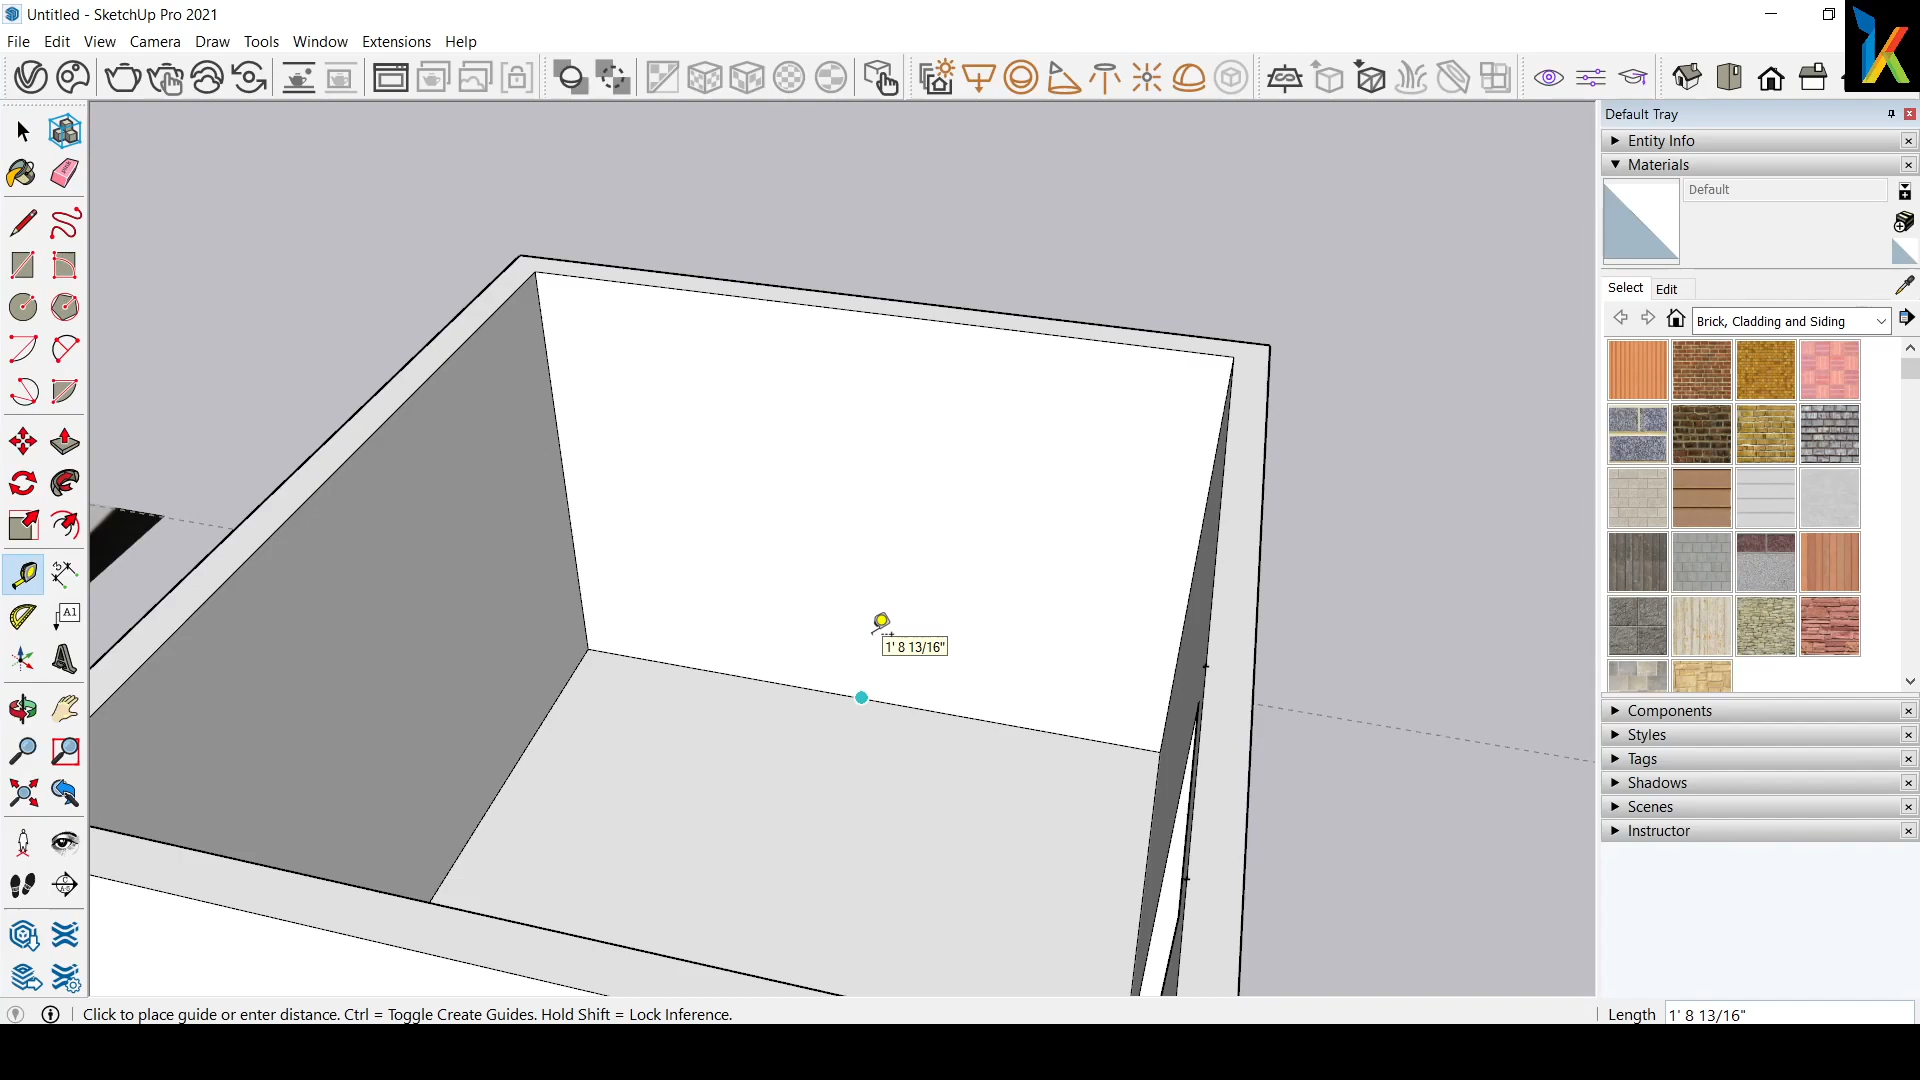 Untitled - SketchUp Pro 2021
File Edit View Camera Draw Tools Window Extensions Help
Default Tray
Entity Info
Materials
Default
Select Edit
Brick, Cladding and Siding
A1
1' 8 13/16"
Components
Styles
Tags
Shadows
Scenes
Instructor
Click to place guide or enter distance. Ctrl = Toggle Create Guides. Hold Shift = Lock Inference.
Length 1' 8 13/16"